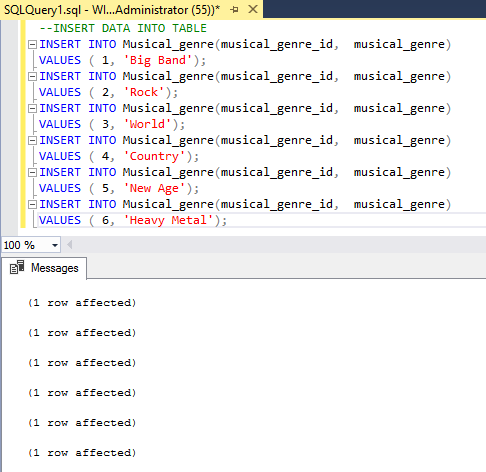 SQLQuery1.sql - WI...Administrator (55))*
--INSERT DATA INTO TABLE
INSERT INTO Musical_genre(musical_genre_id,  musical_genre)
VALUES ( 1, 'Big Band');
INSERT INTO Musical_genre(musical_genre_id,  musical_genre)
VALUES ( 2, 'Rock');
INSERT INTO Musical_genre(musical_genre_id,  musical_genre)
VALUES ( 3, 'World');
INSERT INTO Musical_genre(musical_genre_id,  musical_genre)
VALUES ( 4, 'Country');
INSERT INTO Musical_genre(musical_genre_id,  musical_genre)
VALUES ( 5, 'New Age');
INSERT INTO Musical_genre(musical_genre_id,  musical_genre)
VALUES ( 6, 'Heavy Metal');
100 %
Messages
(1 row affected)
(1 row affected)
(1 row affected)
(1 row affected)
(1 row affected)
(1 row affected)